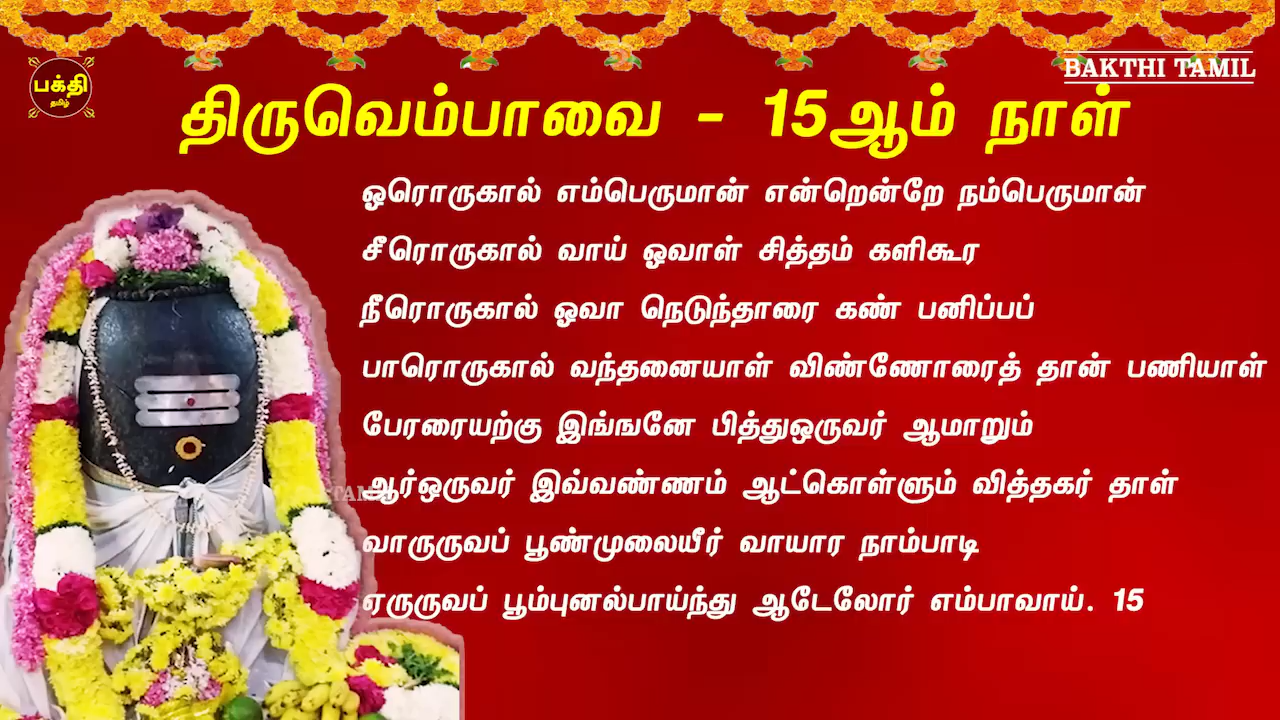 பக்தி
தமிழ்
BAKTHI TAMIL
திருவெம்பாவை - 15ஆம் நாள்
ஓரொருகால் எம்பெருமான் என்றென்றே நம்பெருமான்
சீரொருகால் வாய் ஓவாள் சித்தம் களிகூர
நீரொருகால் ஓவா நெடுந்தாரை கண் பனிப்பப்
பாரொருகால் வந்தனையாள் விண்ணோரைத் தான் பணியாள்
பேரரையற்கு இங்ஙனே பித்துஒருவர் ஆமாறும்
TAMIL
ஆர்ஒருவர் இவ்வண்ணம் ஆட்கொள்ளும் வித்தகர் தாள்
வாருருவப் பூண்முலையீர் வாயார நாம்பாடி
ஏருருவப் பூம்புனல்பாய்ந்து ஆடேலோர் எம்பாவாய். 15